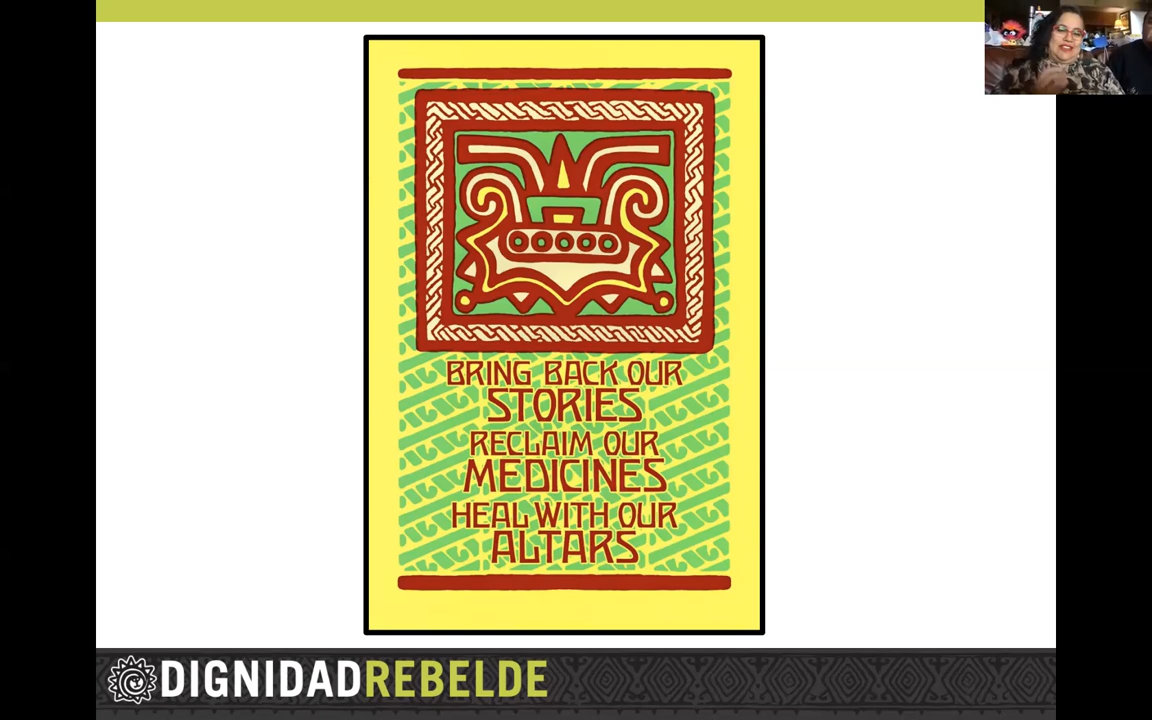 BRING BACK OUR
STORIES
RECLAIM OUR
MEDICINES
HEAL WITH OUR
ALTARS
DIGNIDADREBELDE